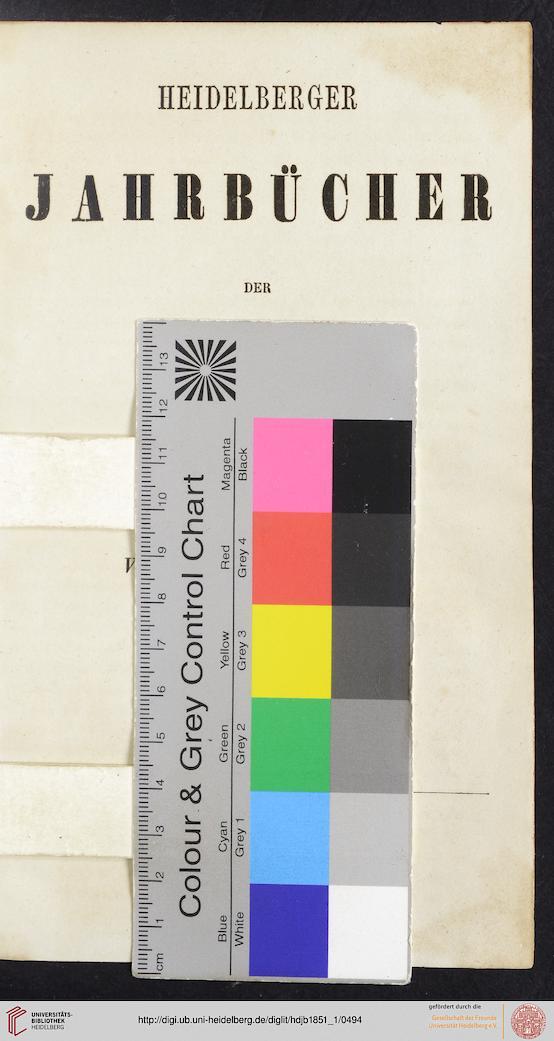 HEIDELBERGER
JAHRBÜCHER
DER
V
Colour & Grey Control Chart
Blue Cyan Green Yellow Red Magenta
White Grey 1 Grey 2 Grey 3 Grey 4 Black
cm 1 2 3 4 5 6 7 8 9 10 11 12 13
UNIVERSITÄTS-
BIBLIOTHEK
HEIDELBERG
http://digi.ub.uni-heidelberg.de/diglit/hdjb1851_1/0494
gefördert durch die
Gesellschaft der Freunde
Universität Heidelberg e.V.